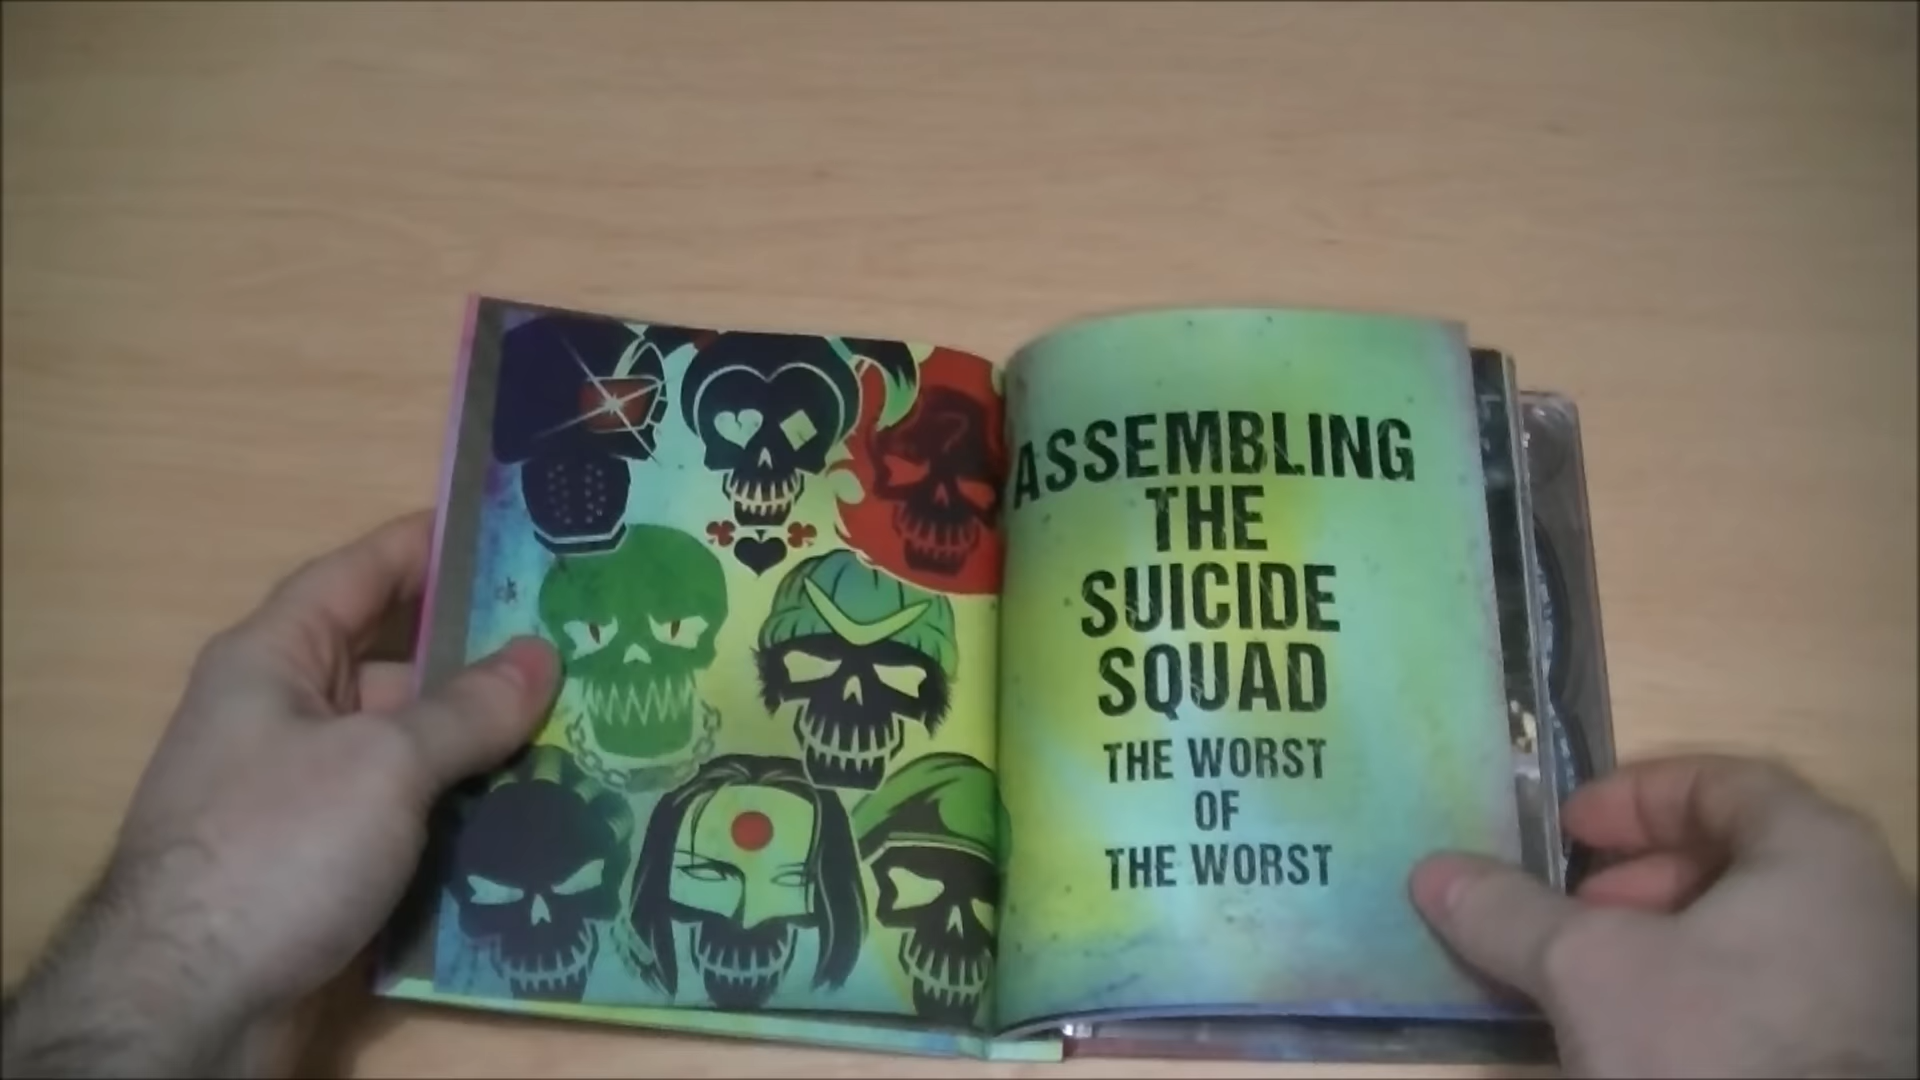 ASSEMBLING
THE
SUICIDE
SQUAD
THE WORST
OF
THE WORST